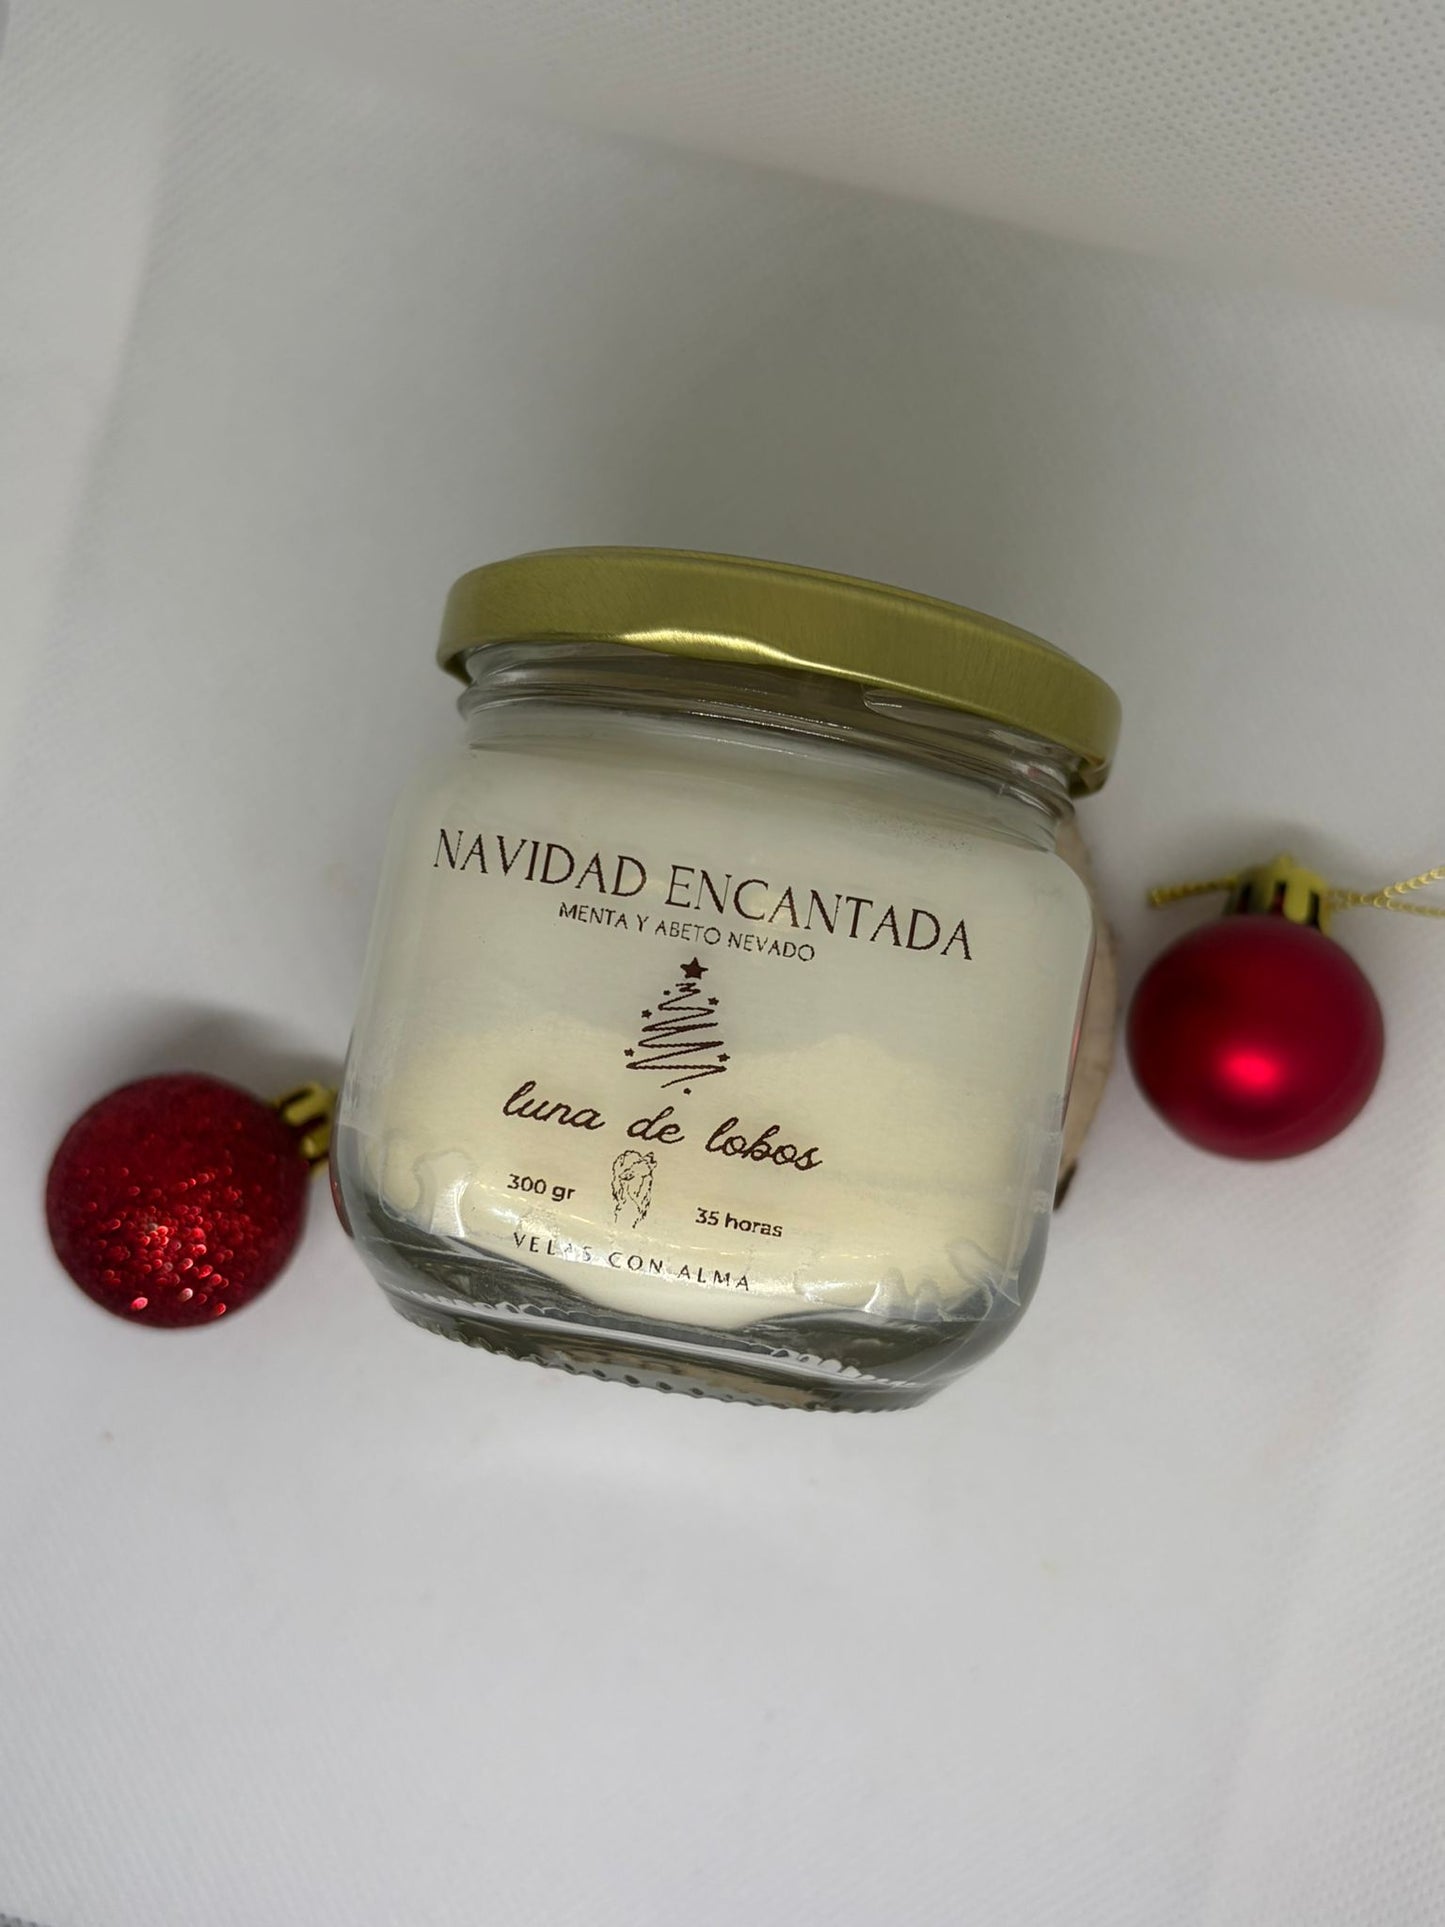 NAVIDAD ENCANTADA
MENTA Y ABETO NEVADO
luna de lobos
300 gr
35 horas
VELAS CON ALMA